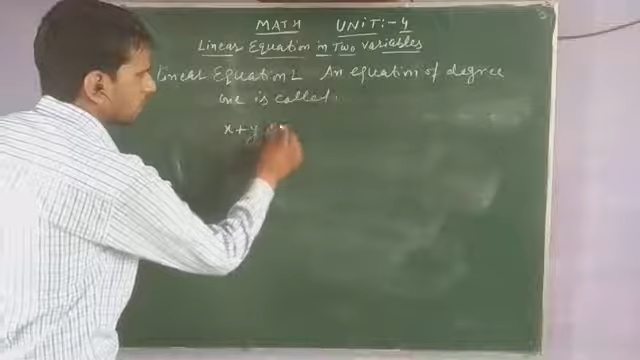 MATH UNIT:- 4
Linear Equation in Two Variables
Linear Equation:- An equation of degree
one is called.
x+y